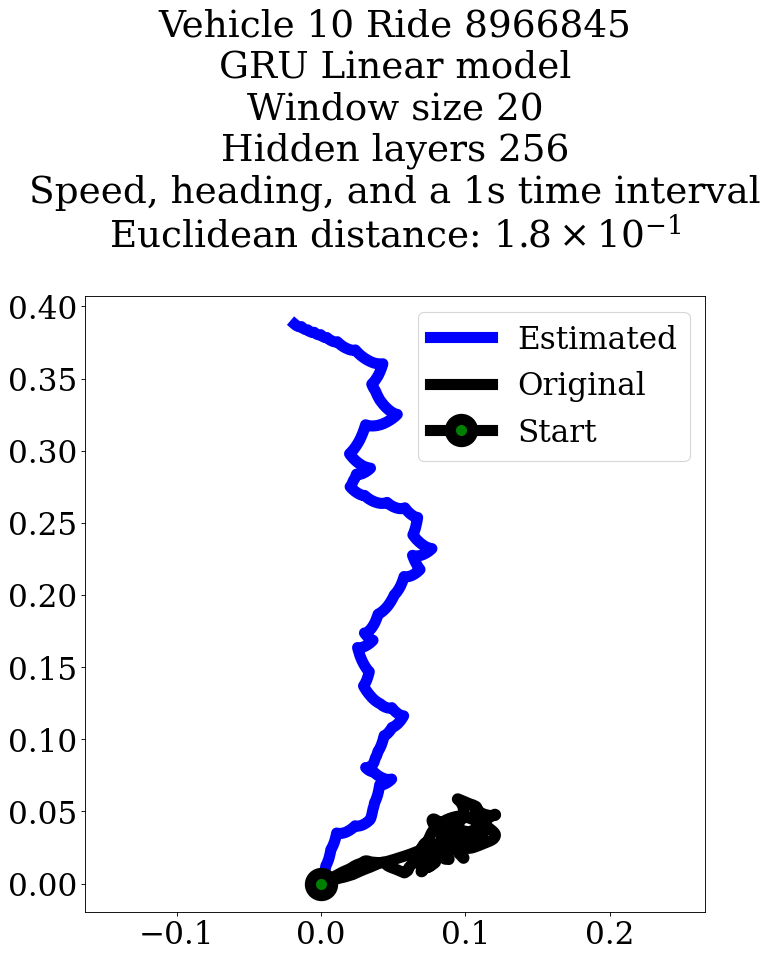 Vehicle 10 Ride 8966845
GRU Linear model
Window size 20
Hidden layers 256
Speed, heading, and a 1s time interval
Euclidean distance: 1.8 × 10⁻¹
0.40
0.35
0.30
0.25
0.20
0.15
0.10
0.05
0.00
Estimated
Original
Start
−0.1 0.0 0.1 0.2